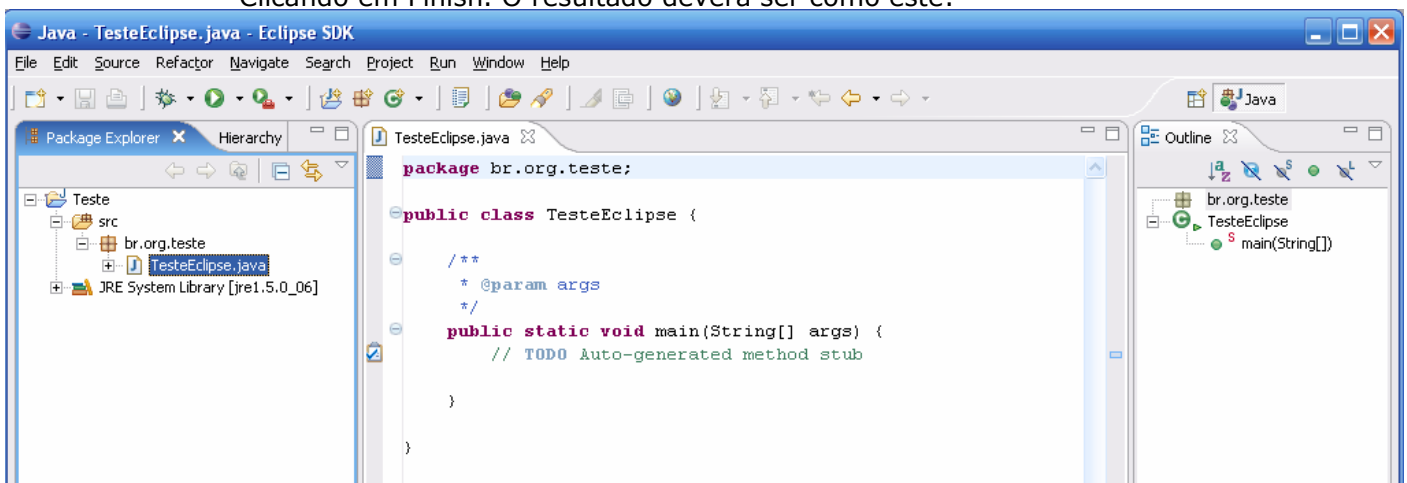 Clicando em Finish. O resultado deverá ser como este:
Java - TesteEclipse.java - Eclipse SDK
File Edit Source Refactor Navigate Search Project Run Window Help
Java
Package Explorer Hierarchy
TesteEclipse.java
Outline
Teste
src
br.org.teste
TesteEclipse.java
JRE System Library [jre1.5.0_06]
package br.org.teste;
public class TesteEclipse {
/**
* @param args
*/
public static void main(String[] args) {
// TODO Auto-generated method stub
}
}
br.org.teste
TesteEclipse
main(String[])